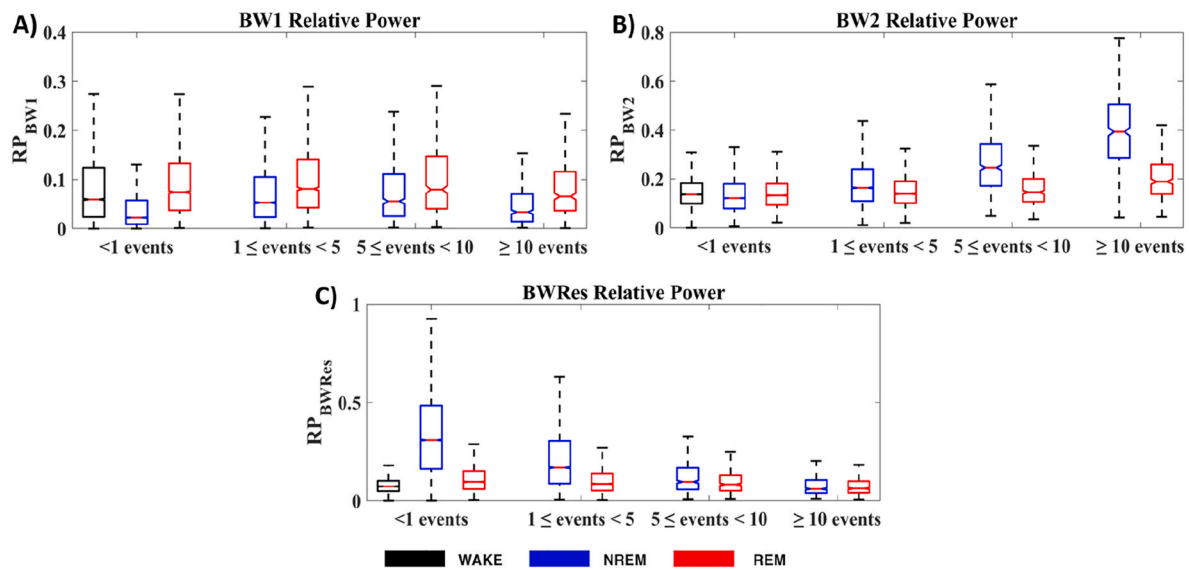 A)
BW1 Relative Power
RP_BW1
0.4
0.3
0.2
0.1
0
<1 events
1 ≤ events < 5
5 ≤ events < 10
≥ 10 events
B)
BW2 Relative Power
RP_BW2
0.8
0.6
0.4
0.2
0
<1 events
1 ≤ events < 5
5 ≤ events < 10
≥ 10 events
C)
BWRes Relative Power
RP_BWRes
1
0.5
0
<1 events
1 ≤ events < 5
5 ≤ events < 10
≥ 10 events
WAKE
NREM
REM